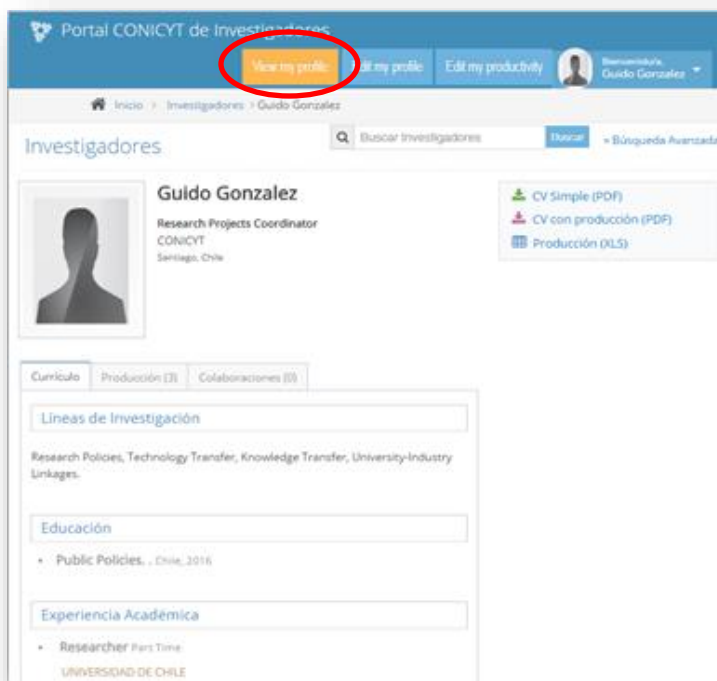 Portal CONICYT de Investigadores
View my profile
Edit my profile
Edit my productivity
Bienvenido/a,
Guido Gonzalez
Inicio > Investigadores > Guido Gonzalez
Investigadores
Buscar Investigadores
Buscar
» Búsqueda Avanzada
Guido Gonzalez
Research Projects Coordinator
CONICYT
Santiago, Chile
CV Simple (PDF)
CV con producción (PDF)
Producción (XLS)
Currículo
Producción (3)
Colaboraciones (0)
Líneas de Investigación
Research Policies, Technology Transfer, Knowledge Transfer, University-Industry
Linkages.
Educación
• Public Policies. . Chile, 2016
Experiencia Académica
• Researcher Part Time
UNIVERSIDAD DE CHILE